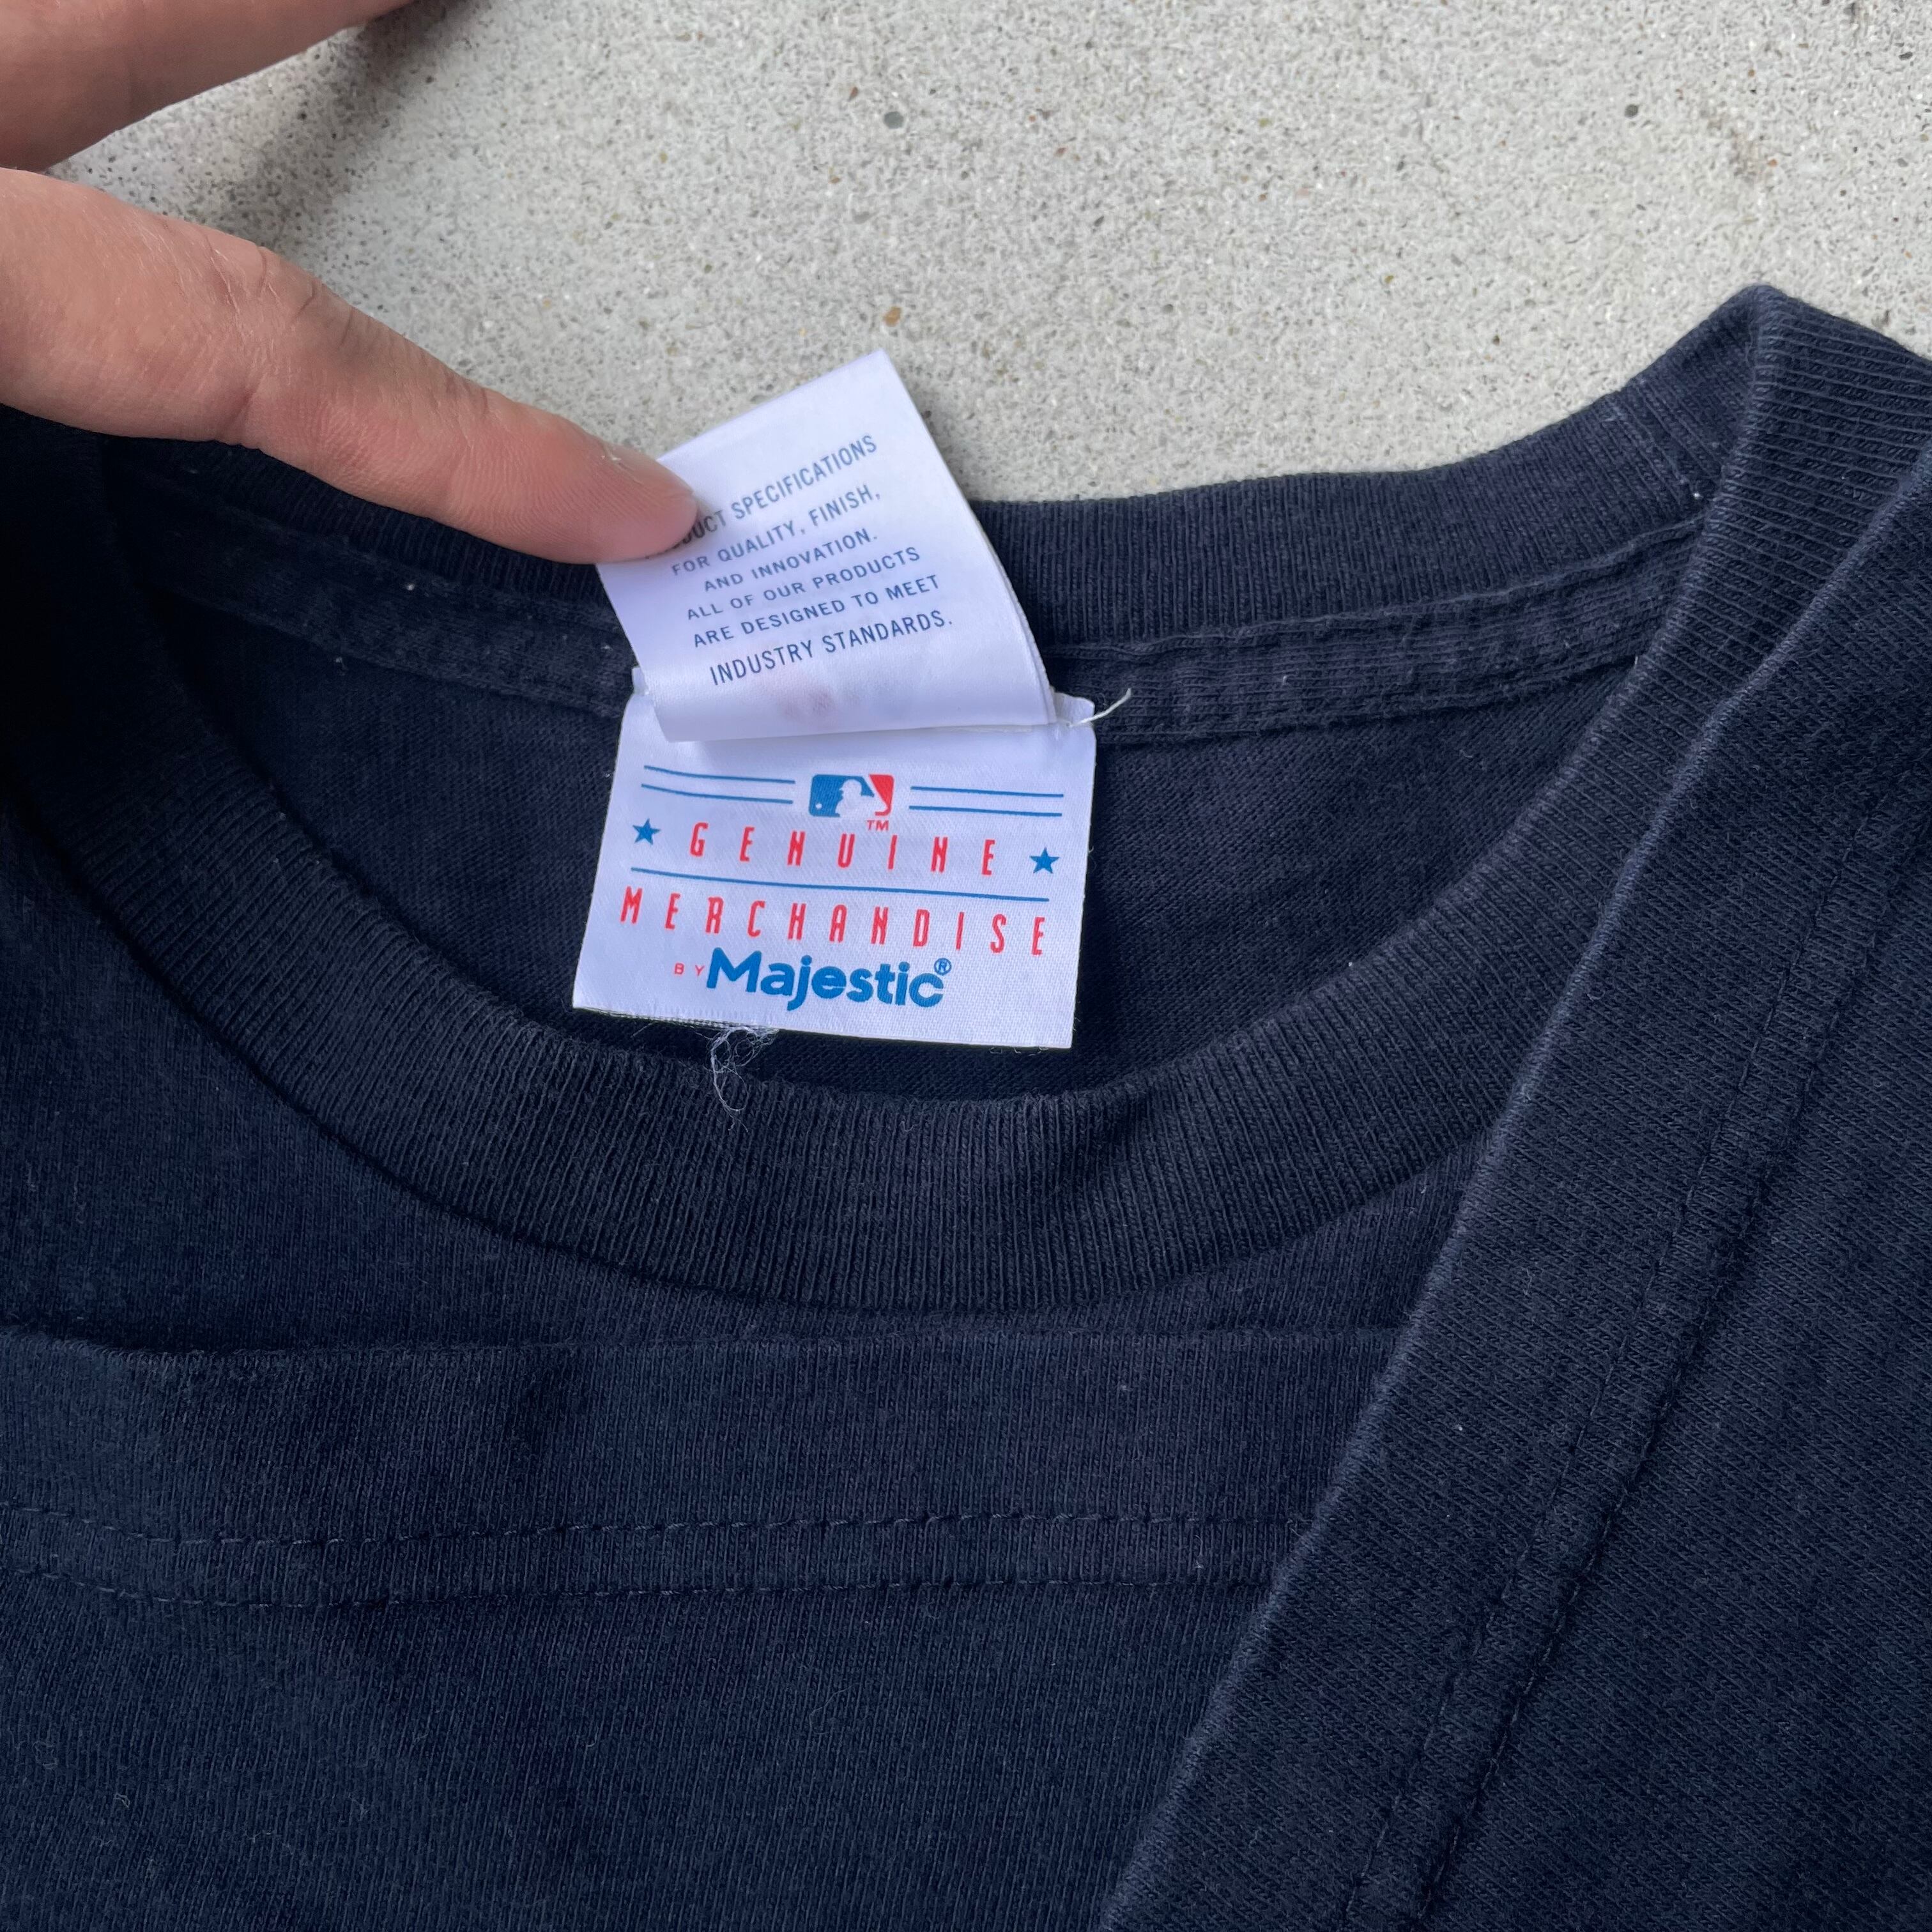 SPECIFICATIONS
FOR QUALITY, FINISH,
AND INNOVATION.
ALL OF OUR PRODUCTS
ARE DESIGNED TO MEET
INDUSTRY STANDARDS.
TM
GENUINE
MERCHANDISE
BY Majestic®